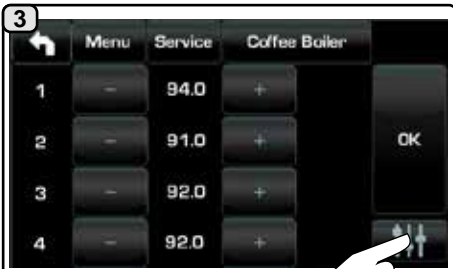 3
Menu Service Coffee Boiler
1 - 94.0 +
2 - 91.0 + OK
3 - 92.0 +
4 - 92.0 +